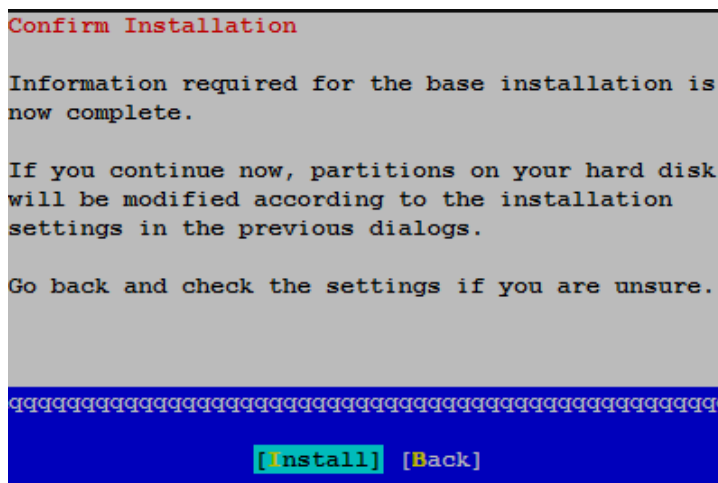 Confirm Installation
Information required for the base installation is
now complete.
If you continue now, partitions on your hard disk
will be modified according to the installation
settings in the previous dialogs.
Go back and check the settings if you are unsure.
qqqqqqqqqqqqqqqqqqqqqqqqqqqqqqqqqqqqqqqqqqqqqqqqqq
[Install] [Back]